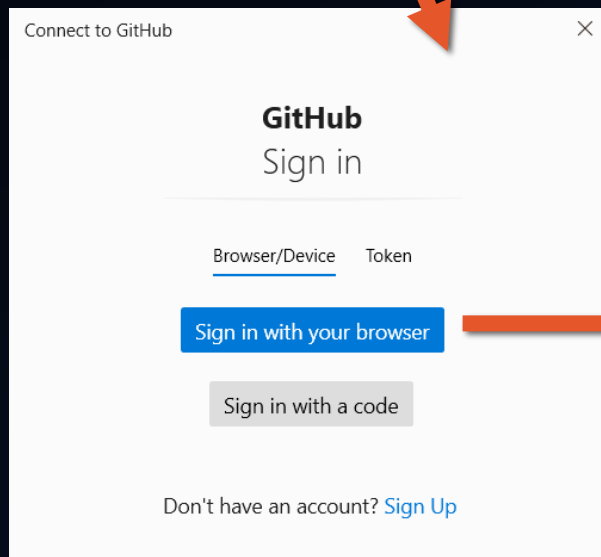 Connect to GitHub
GitHub
Sign in
Browser/Device Token
Sign in with your browser
Sign in with a code
Don't have an account? Sign Up